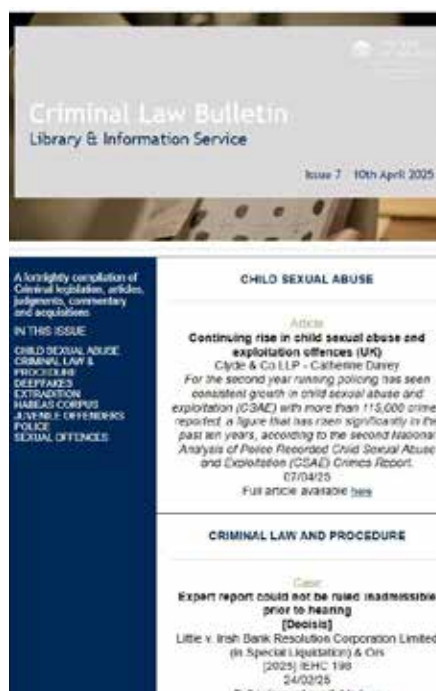 Criminal Law Bulletin
Library & Information Service
Issue 7 10th April 2025
A fortnightly compilation of
Criminal legislation, articles,
judgments, commentary
and acquisitions
IN THIS ISSUE
CHILD SEXUAL ABUSE
CRIMINAL LAW &
PROCEDURE
DEEPFAKES
EXTRADITION
HABEAS CORPUS
JUVENILE OFFENDERS
POLICE
SEXUAL OFFENCES
CHILD SEXUAL ABUSE
Article
Continuing rise in child sexual abuse and
exploitation offences (UK)
Clyde & Co LLP - Catherine Davey
For the second year running policing has seen
consistent growth in child sexual abuse and
exploitation (CSAE) with more than 115,000 crime
reported, a figure that has risen significantly in the
past ten years, according to the second National
Analysis of Police Recorded Child Sexual Abuse
and Exploitation (CSAE) Crimes Report.
07/04/25
Full article available here
CRIMINAL LAW AND PROCEDURE
Case
Expert report could not be ruled inadmissible
prior to hearing
[Decisis]
Little v. Irish Bank Resolution Corporation Limited
(in Special Liquidation) & Ors
[2025] IEHC 198
24/02/25